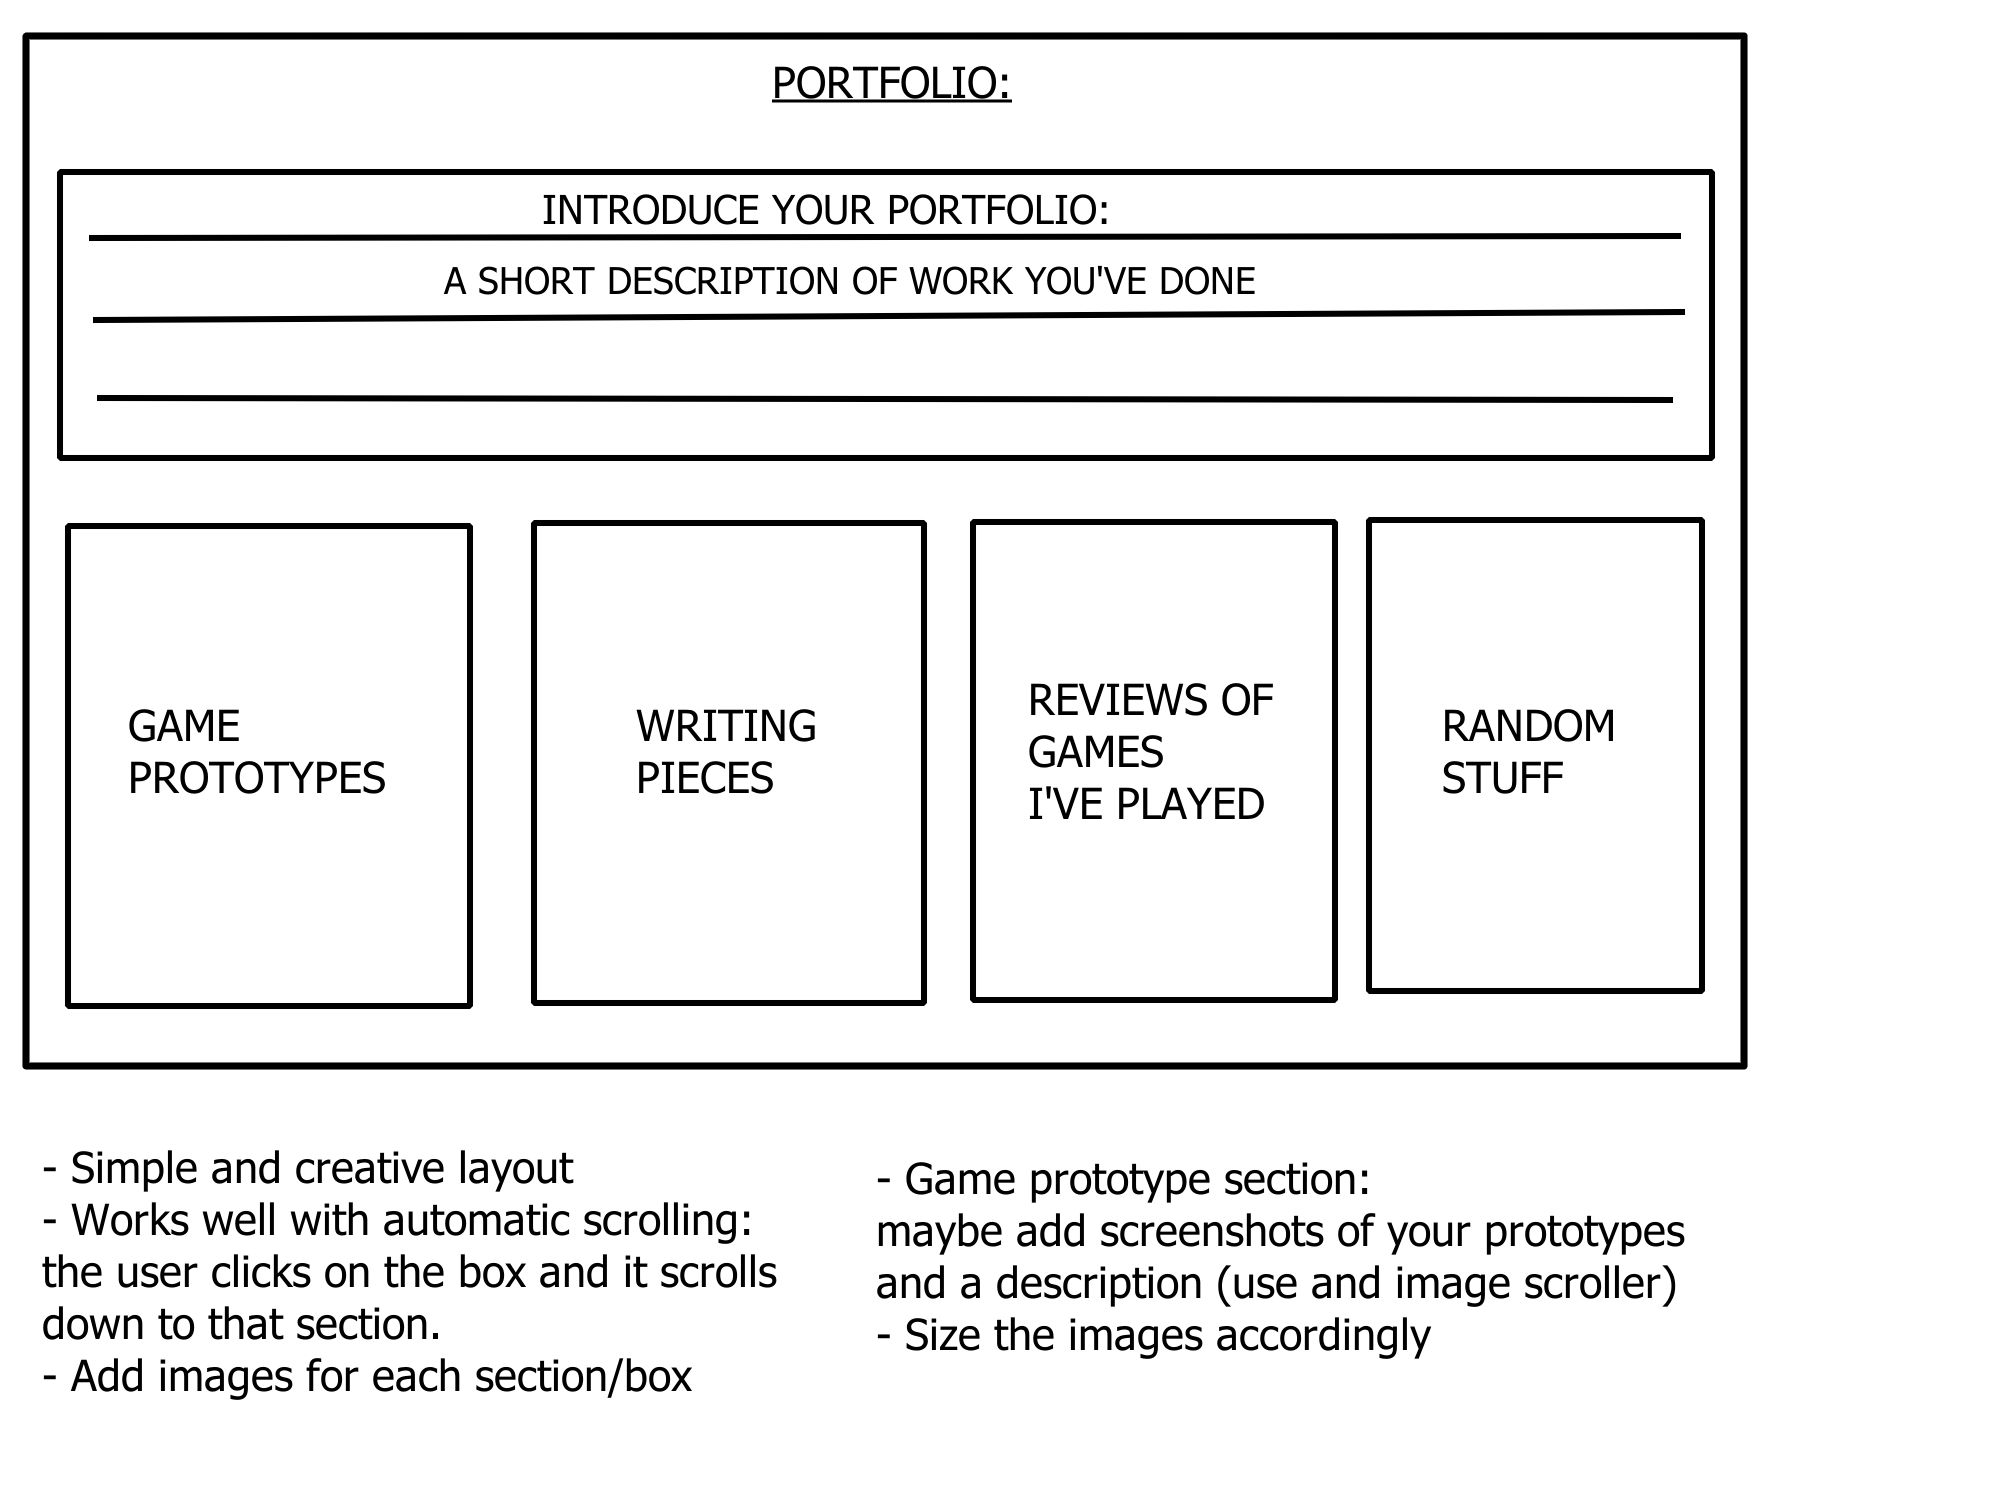 PORTFOLIO:
INTRODUCE YOUR PORTFOLIO:
A SHORT DESCRIPTION OF WORK YOU'VE DONE
GAME
PROTOTYPES
WRITING
PIECES
REVIEWS OF
GAMES
I'VE PLAYED
RANDOM
STUFF
- Simple and creative layout
- Works well with automatic scrolling:
the user clicks on the box and it scrolls
down to that section.
- Add images for each section/box
- Game prototype section:
maybe add screenshots of your prototypes
and a description (use and image scroller)
- Size the images accordingly